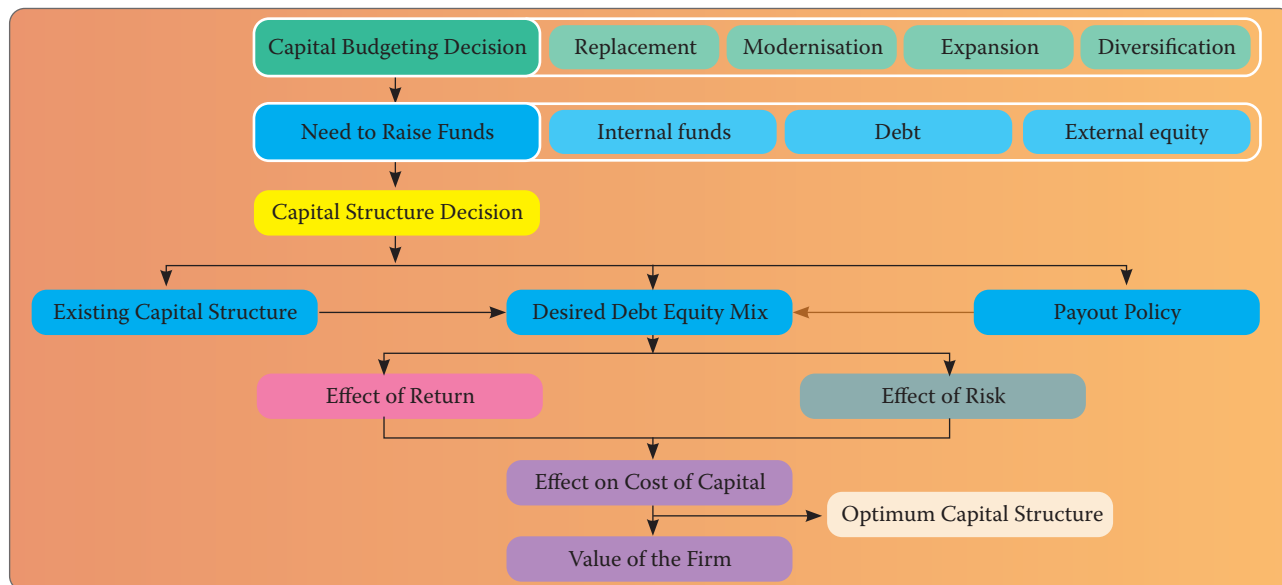 Capital Budgeting Decision
Replacement
Modernisation
Expansion
Diversification
Need to Raise Funds
Internal funds
Debt
External equity
Capital Structure Decision
Existing Capital Structure
Desired Debt Equity Mix
Payout Policy
Effect of Return
Effect of Risk
Effect on Cost of Capital
Optimum Capital Structure
Value of the Firm